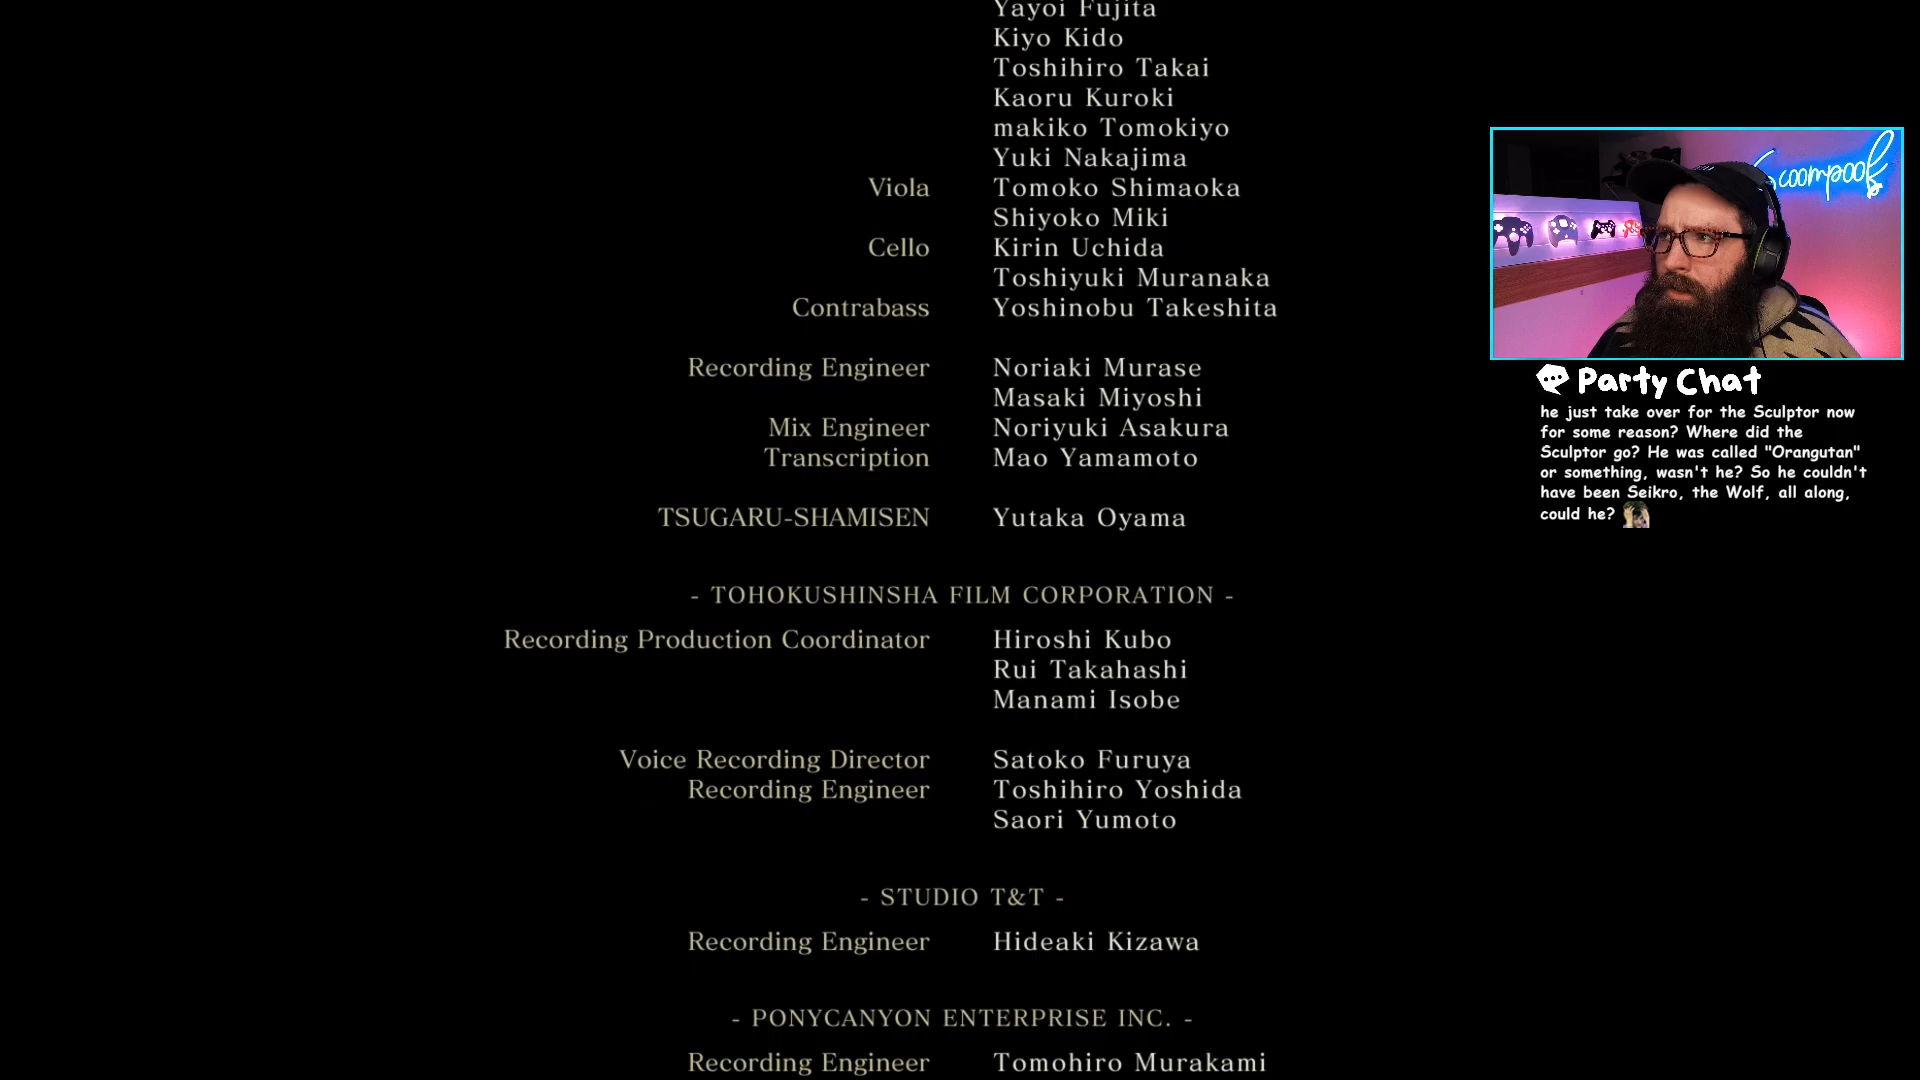 Yayoi Fujita
Kiyo Kido
Toshihiro Takai
Kaoru Kuroki
makiko Tomokiyo
Yuki Nakajima
Viola Tomoko Shimaoka
Shiyoko Miki
Cello Kirin Uchida
Toshiyuki Muranaka
Contrabass Yoshinobu Takeshita
Recording Engineer Noriaki Murase
Masaki Miyoshi
Mix Engineer Noriyuki Asakura
Transcription Mao Yamamoto
TSUGARU-SHAMISEN Yutaka Oyama
- TOHOKUSHINSHA FILM CORPORATION -
Recording Production Coordinator Hiroshi Kubo
Rui Takahashi
Manami Isobe
Voice Recording Director Satoko Furuya
Recording Engineer Toshihiro Yoshida
Saori Yumoto
- STUDIO T&T -
Recording Engineer Hideaki Kizawa
- PONYCANYON ENTERPRISE INC. -
Recording Engineer Tomohiro Murakami
Scoompoof
Party Chat
he just take over for the Sculptor now
for some reason? Where did the
Sculptor go? He was called "Orangutan"
or something, wasn't he? So he couldn't
have been Seikro, the Wolf, all along,
could he?